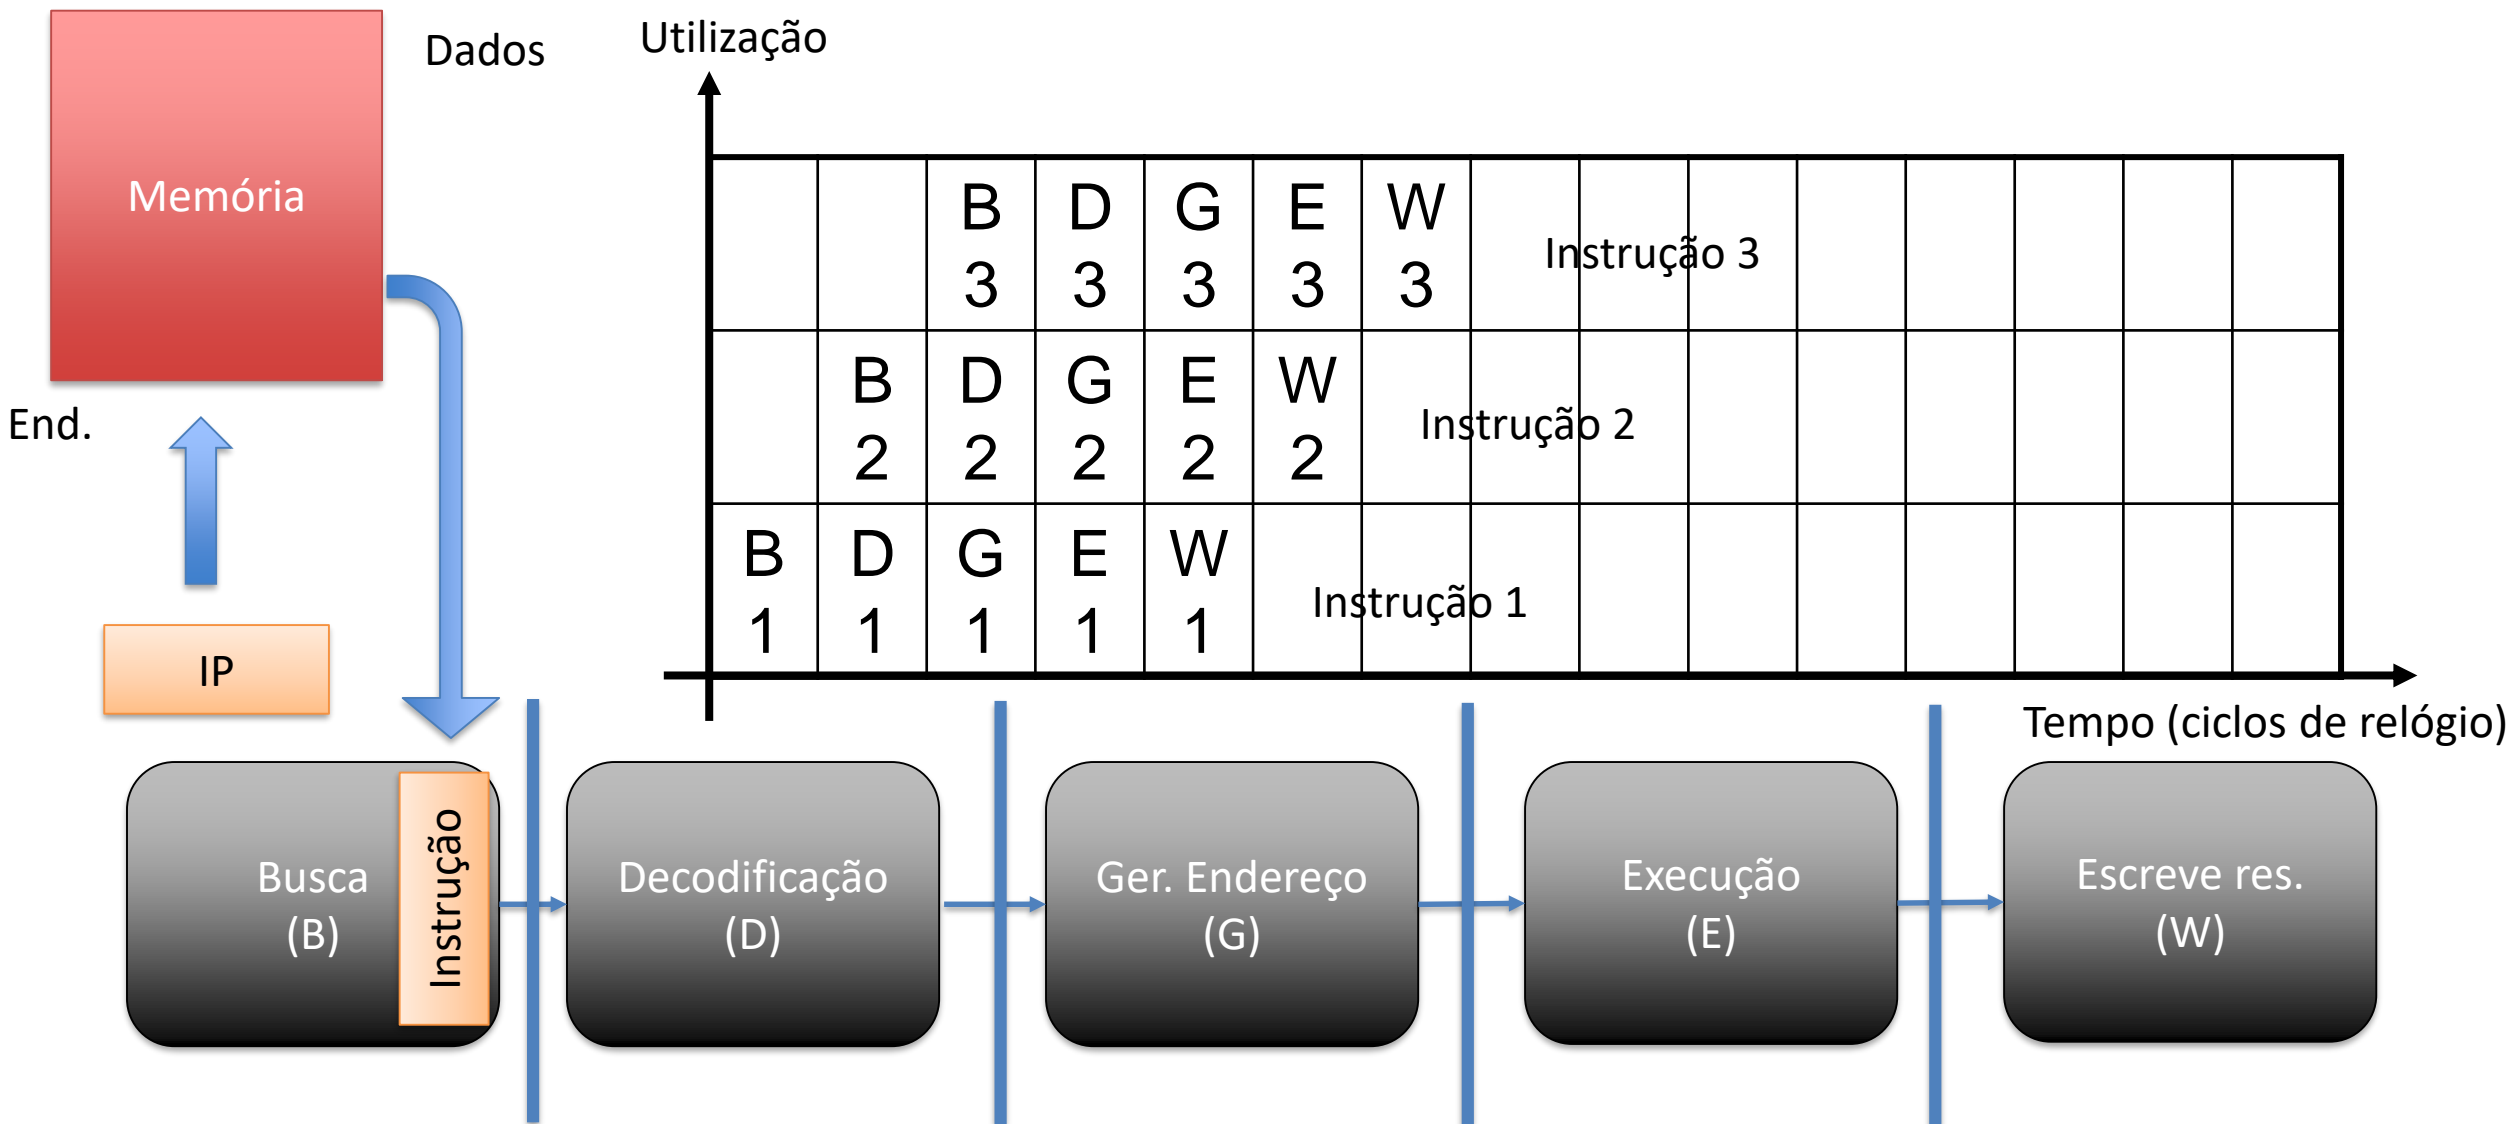 Dados
Utilização
Memória
B D G E W
3 3 3 3 3
Instrução 3
B D G E W
2 2 2 2 2
Instrução 2
End.
B D G E W
1 1 1 1 1
Instrução 1
IP
Tempo (ciclos de relógio)
Busca
(B)
Instrução
Decodificação
(D)
Ger. Endereço
(G)
Execução
(E)
Escreve res.
(W)